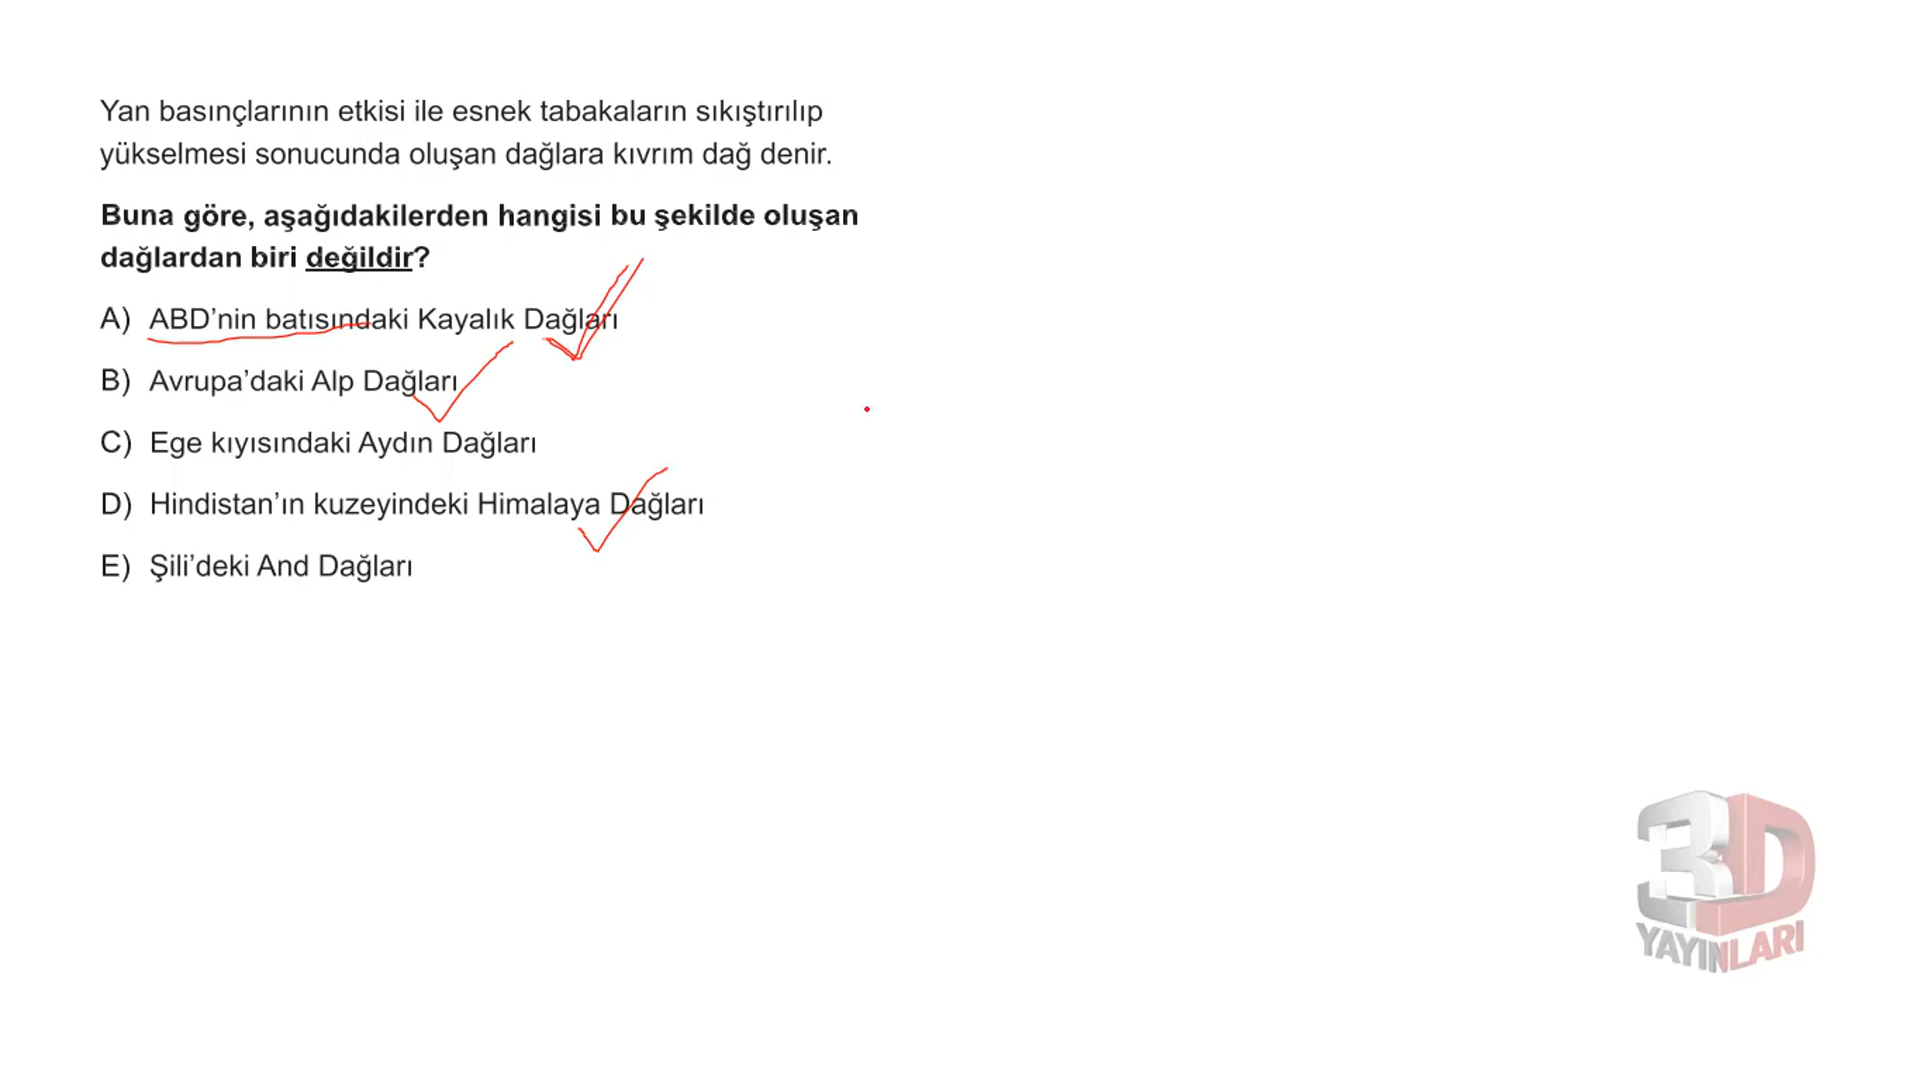 Yan basınçlarının etkisi ile esnek tabakaların sıkıştırılıp
yükselmesi sonucunda oluşan dağlara kıvrım dağ denir.
Buna göre, aşağıdakilerden hangisi bu şekilde oluşan
dağlardan biri değildir?
A) ABD’nin batısındaki Kayalık Dağları
B) Avrupa’daki Alp Dağları
C) Ege kıyısındaki Aydın Dağları
D) Hindistan’ın kuzeyindeki Himalaya Dağları
E) Şili’deki And Dağları
3D
YAYINLARI